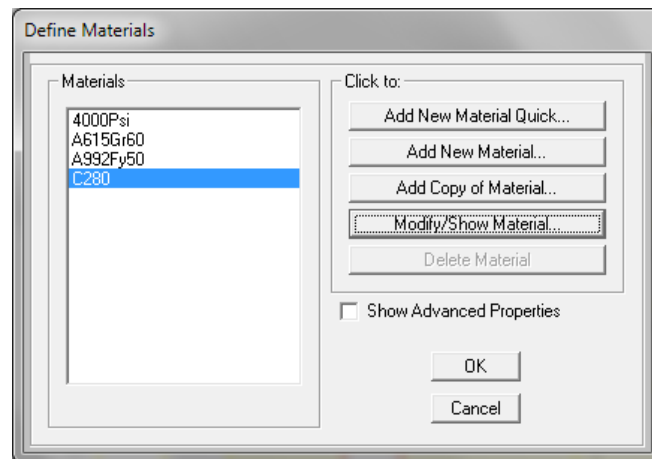 Define Materials
Materials
4000Psi
A615Gr60
A992Fy50
C280
Click to:
Add New Material Quick...
Add New Material...
Add Copy of Material...
Modify/Show Material...
Delete Material
Show Advanced Properties
OK
Cancel